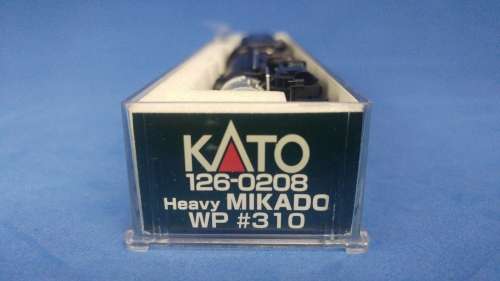 KATO
126-0208
Heavy MIKADO
WP #310